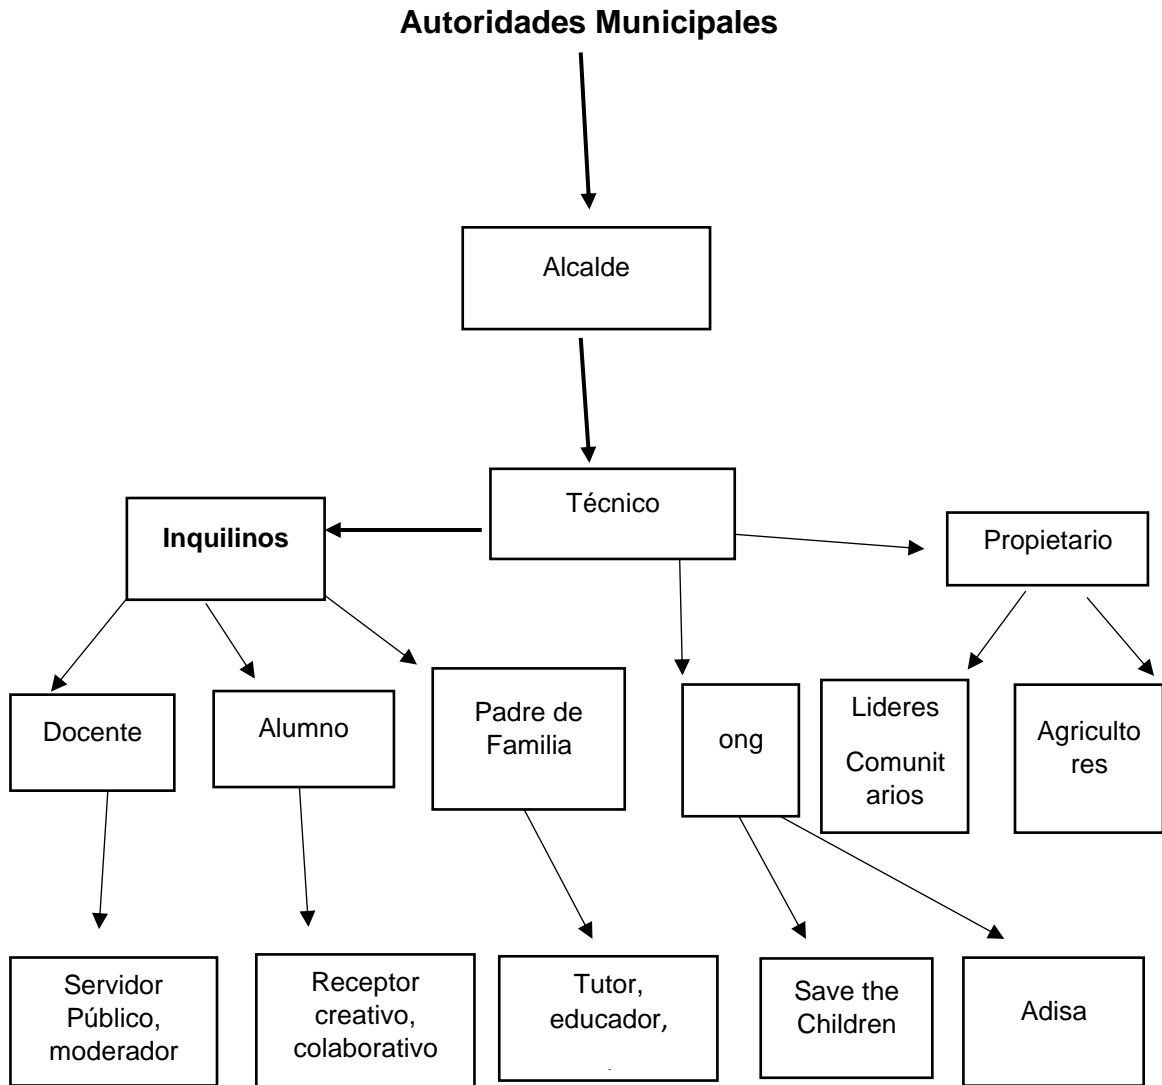 Autoridades Municipales
Alcalde
Técnico
Inquilinos
Propietario
Docente
Alumno
Padre de
Familia
ong
Lideres
Comunit
arios
Agriculto
res
Servidor
Público,
moderador
Receptor
creativo,
colaborativo
Tutor,
educador,
.
Save the
Children
Adisa